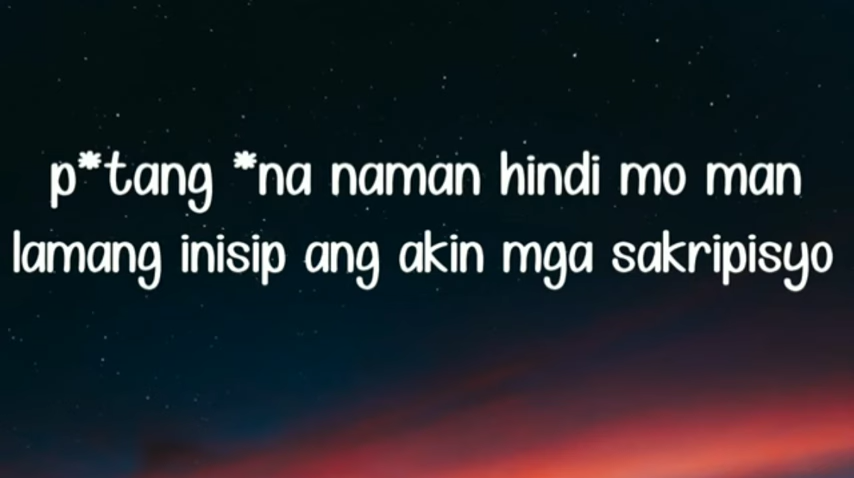 p*tang *na naman hindi mo man
lamang inisip ang akin mga sakripisyo